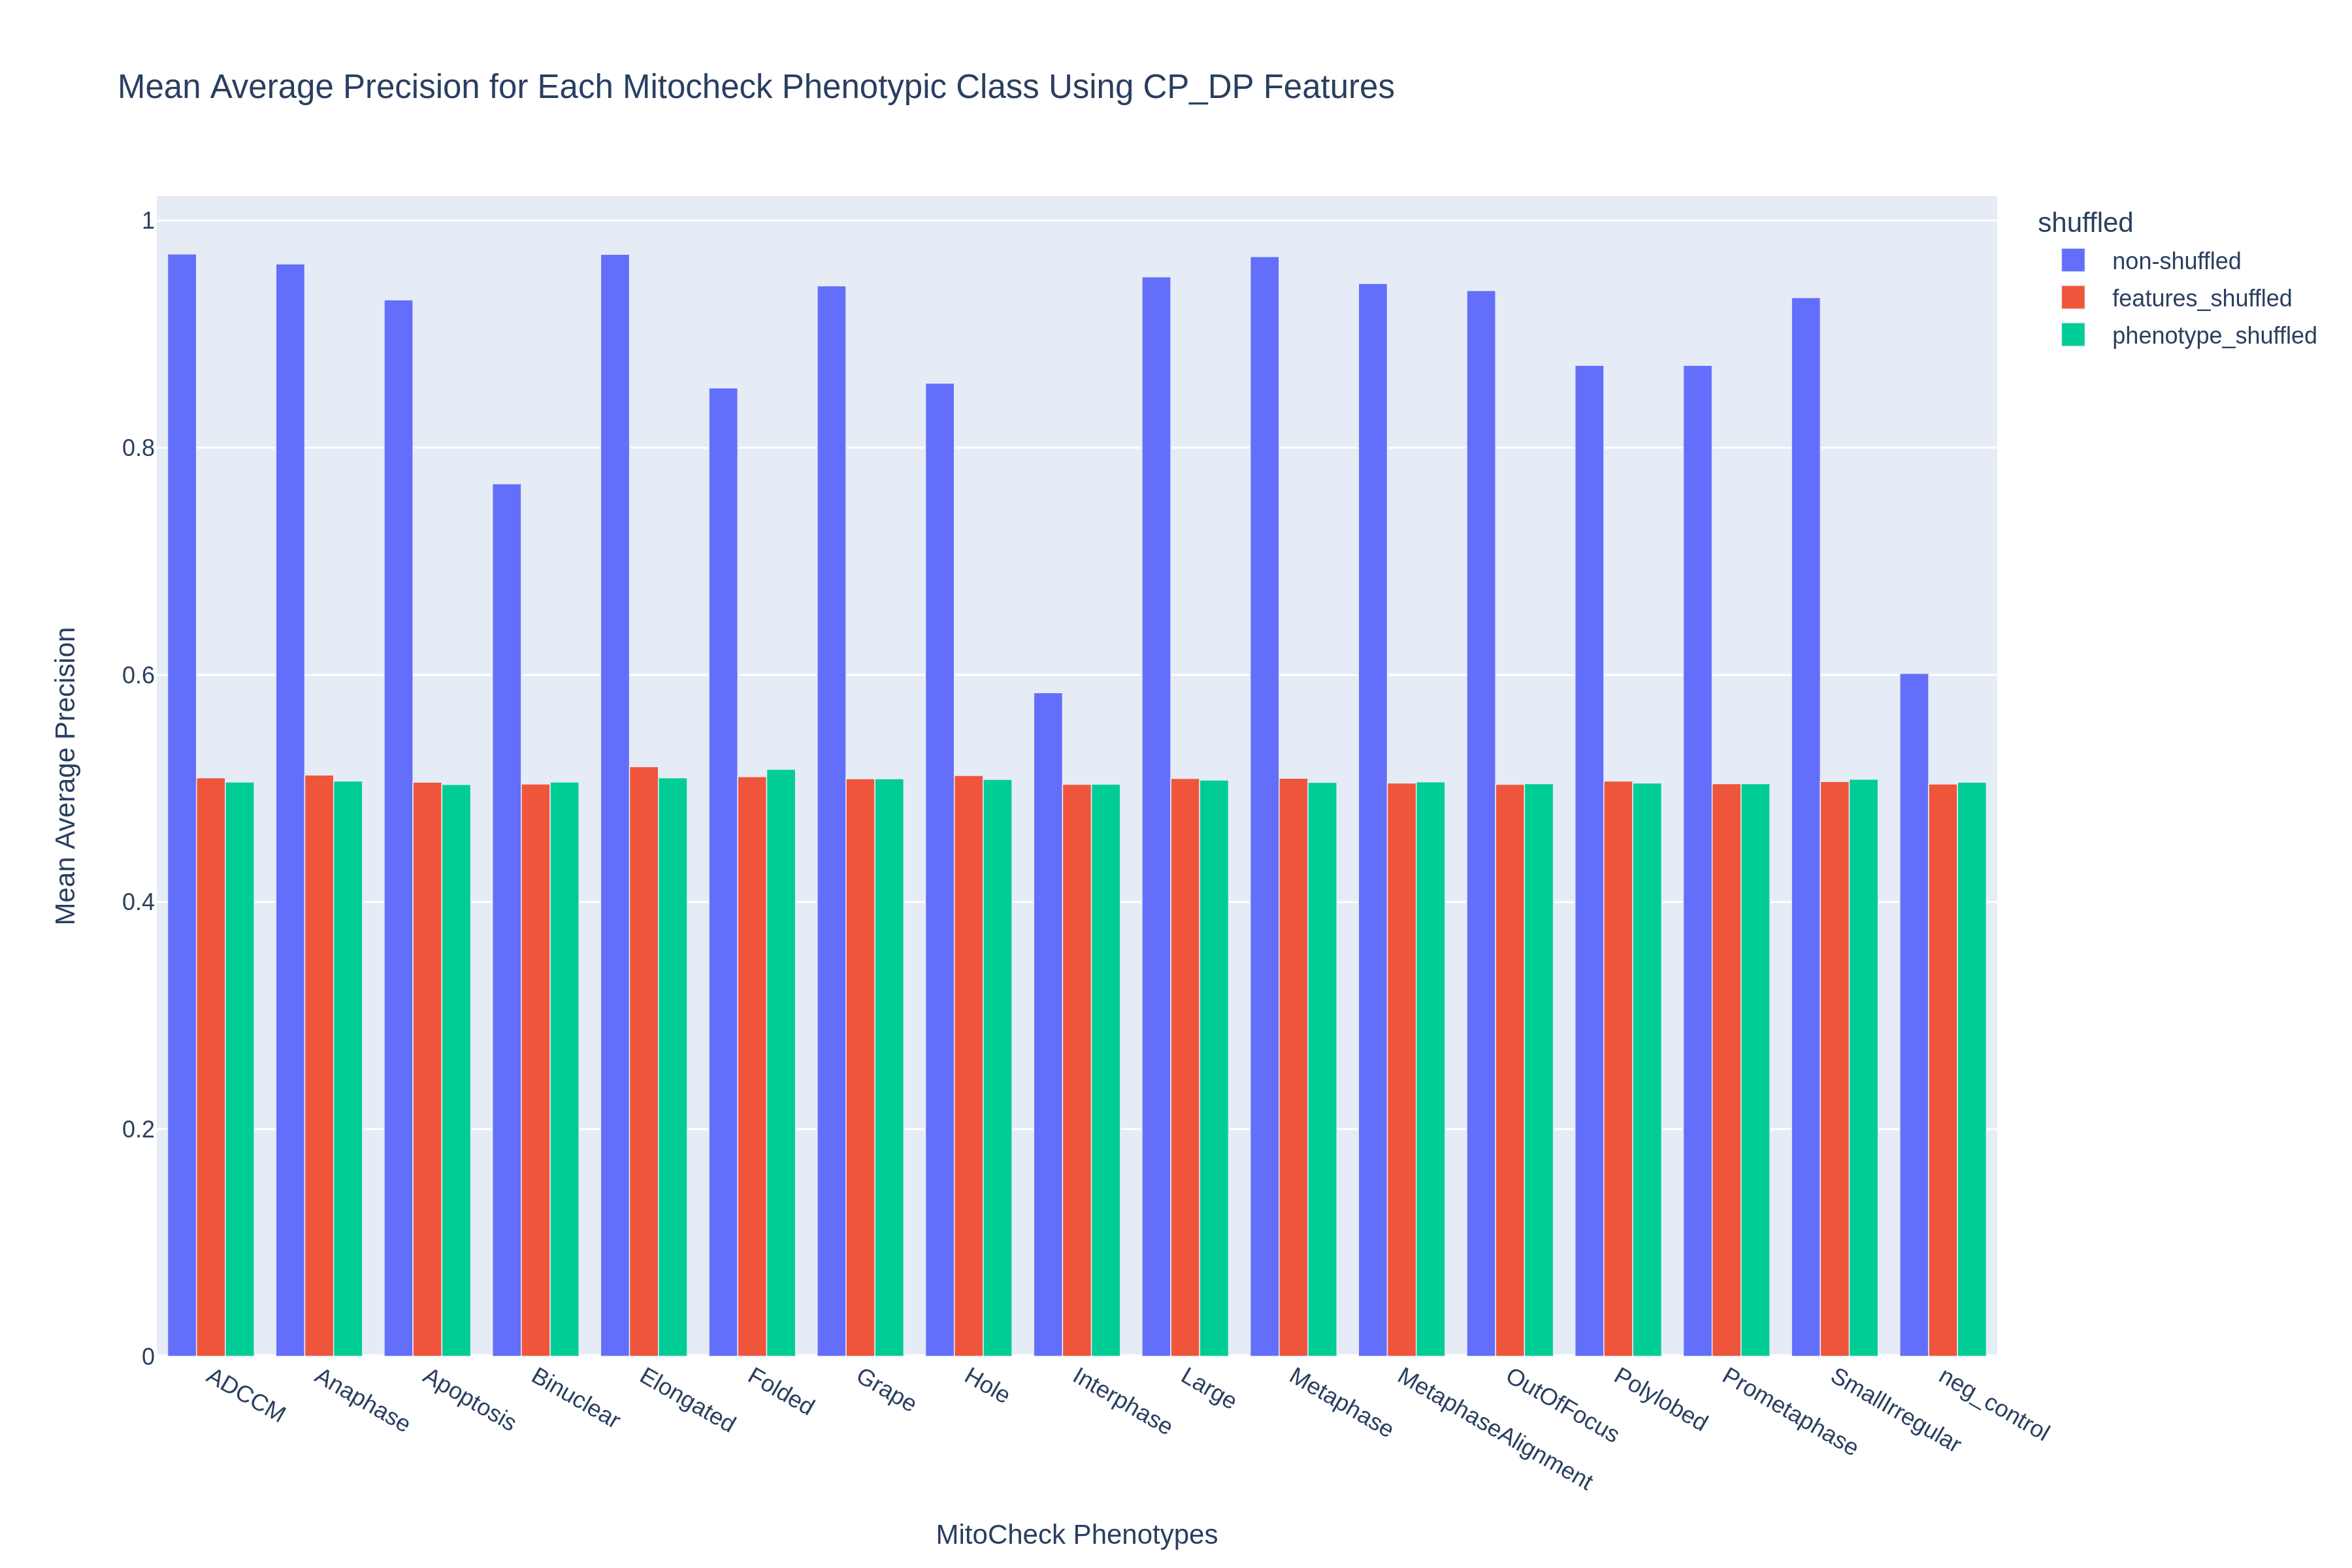 Mean Average Precision for Each Mitocheck Phenotypic Class Using CP_DP Features
shuffled
non-shuffled
features_shuffled
phenotype_shuffled
Mean Average Precision
1
0.8
0.6
0.4
0.2
0
ADCCM
Anaphase
Apoptosis
Binuclear
Elongated
Folded
Grape
Hole
Interphase
Large
Metaphase
MetaphaseAlignment
OutOfFocus
Polylobed
Prometaphase
SmallIrregular
neg_control
MitoCheck Phenotypes